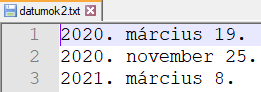 datumok2.txt
1 2020. március 19.
2 2020. november 25.
3 2021. március 8.